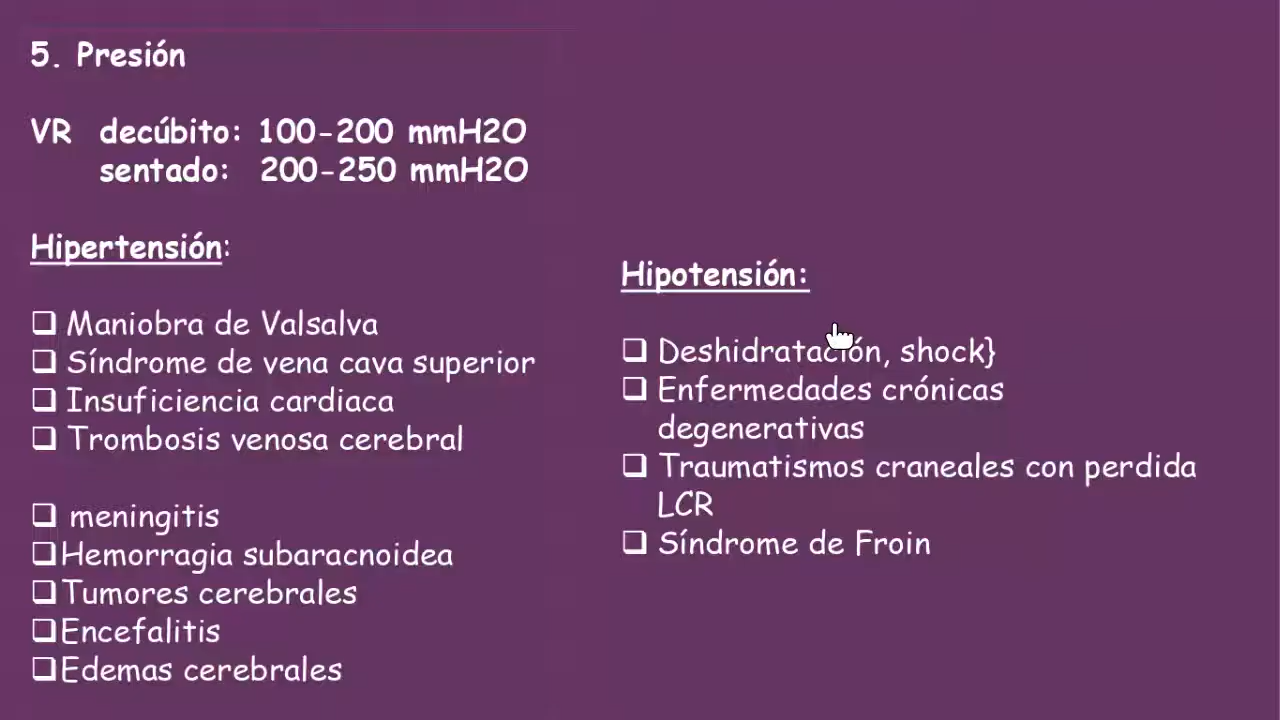 5. Presión
VR decúbito: 100-200 mmH2O
sentado: 200-250 mmH2O
Hipertensión:
❑ Maniobra de Valsalva
❑ Síndrome de vena cava superior
❑ Insuficiencia cardiaca
❑ Trombosis venosa cerebral
❑ meningitis
❑Hemorragia subaracnoidea
❑Tumores cerebrales
❑Encefalitis
❑Edemas cerebrales
Hipotensión:
❑ Deshidratación, shock}
❑ Enfermedades crónicas
degenerativas
❑ Traumatismos craneales con perdida
LCR
❑ Síndrome de Froin